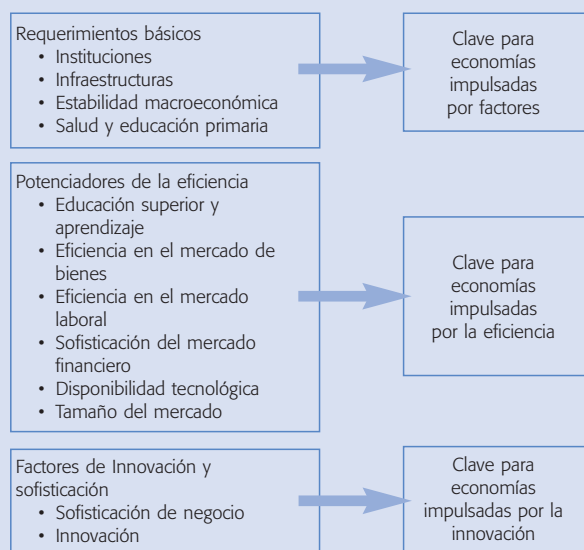 Requerimientos básicos
• Instituciones
• Infraestructuras
• Estabilidad macroeconómica
• Salud y educación primaria
Clave para
economías
impulsadas
por factores
Potenciadores de la eficiencia
• Educación superior y
aprendizaje
• Eficiencia en el mercado de
bienes
• Eficiencia en el mercado
laboral
• Sofisticación del mercado
financiero
• Disponibilidad tecnológica
• Tamaño del mercado
Clave para
economías
impulsadas
por la eficiencia
Factores de Innovación y
sofisticación
• Sofisticación de negocio
• Innovación
Clave para
economías
impulsadas por la
innovación